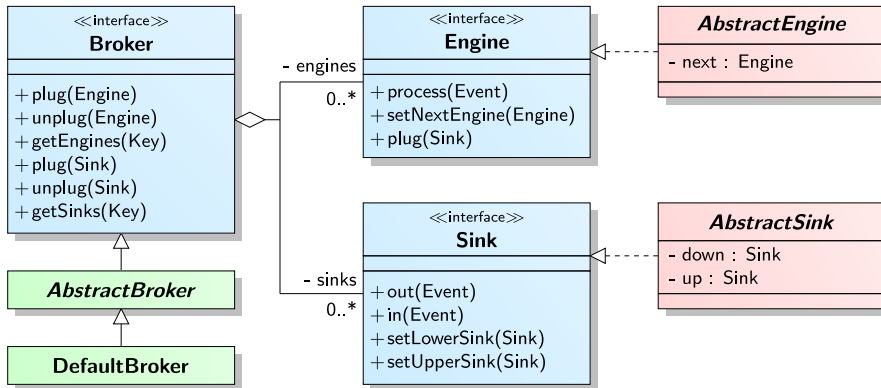 ≪interface≫
Broker
+ plug(Engine)
+ unplug(Engine)
+ getEngines(Key)
+ plug(Sink)
+ unplug(Sink)
+ getSinks(Key)
AbstractBroker
DefaultBroker
- engines
0..*
- sinks
0..*
≪interface≫
Engine
+ process(Event)
+ setNextEngine(Engine)
+ plug(Sink)
≪interface≫
Sink
+ out(Event)
+ in(Event)
+ setLowerSink(Sink)
+ setUpperSink(Sink)
AbstractEngine
- next : Engine
AbstractSink
- down : Sink
- up : Sink